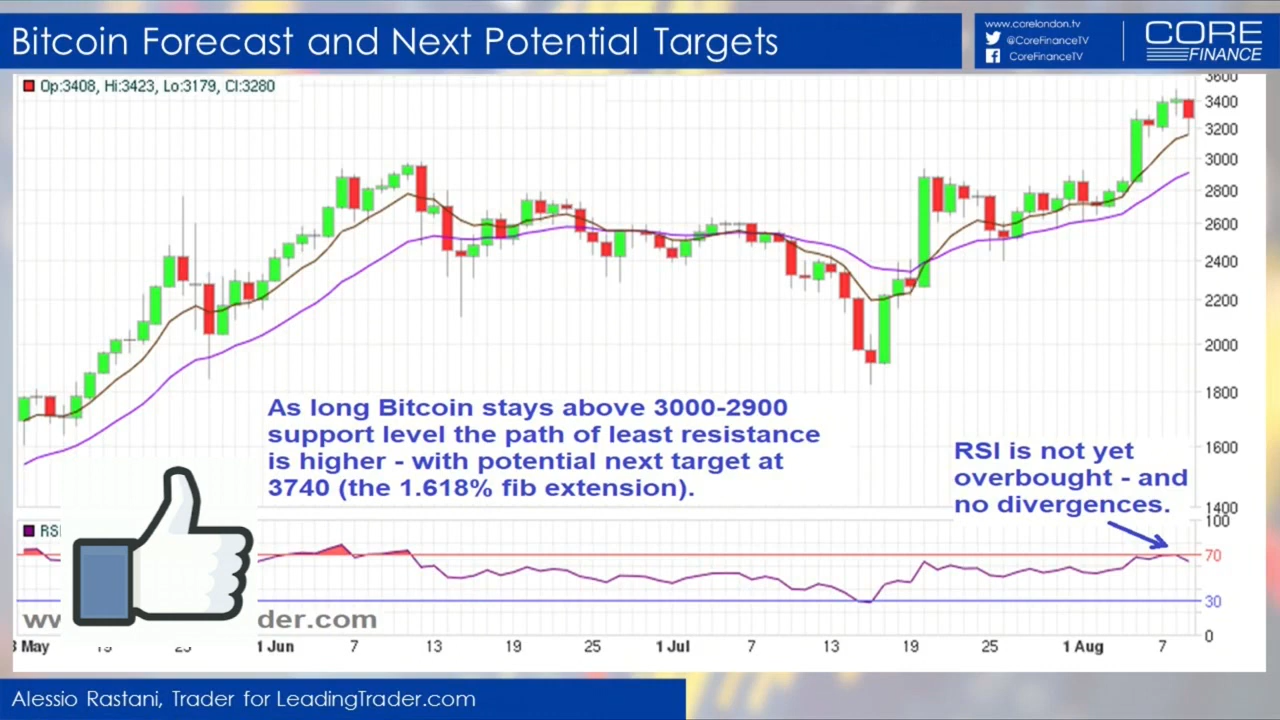 Bitcoin Forecast and Next Potential Targets
www.corelondon.tv
@CoreFinanceTV
CoreFinanceTV
CORE
FINANCE
Op:3408, Hi:3423, Lo:3179, Cl:3280
3600
3400
3200
3000
2800
2600
2400
2200
2000
1800
1600
1400
As long Bitcoin stays above 3000-2900
support level the path of least resistance
is higher - with potential next target at
3740 (the 1.618% fib extension).
RSI is not yet
overbought - and
no divergences.
RSI
100
70
30
0
der.com
May 19 25 1 Jun 7 13 19 25 1 Jul 7 13 19 25 1 Aug 7
Alessio Rastani, Trader for LeadingTrader.com